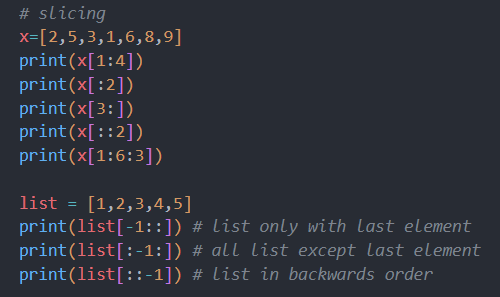 # slicing
x=[2,5,3,1,6,8,9]
print(x[1:4])
print(x[:2])
print(x[3:])
print(x[::2])
print(x[1:6:3])
list = [1,2,3,4,5]
print(list[-1::]) # list only with last element
print(list[:-1:]) # all list except last element
print(list[::-1]) # list in backwards order